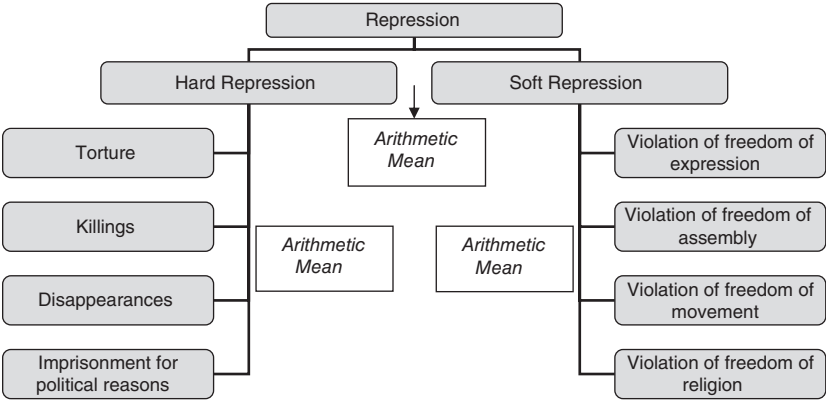 Repression
Hard Repression
Soft Repression
Arithmetic
Mean
Torture
Violation of freedom of
expression
Killings
Violation of freedom of
assembly
Arithmetic
Mean
Arithmetic
Mean
Disappearances
Violation of freedom of
movement
Imprisonment for
political reasons
Violation of freedom of
religion